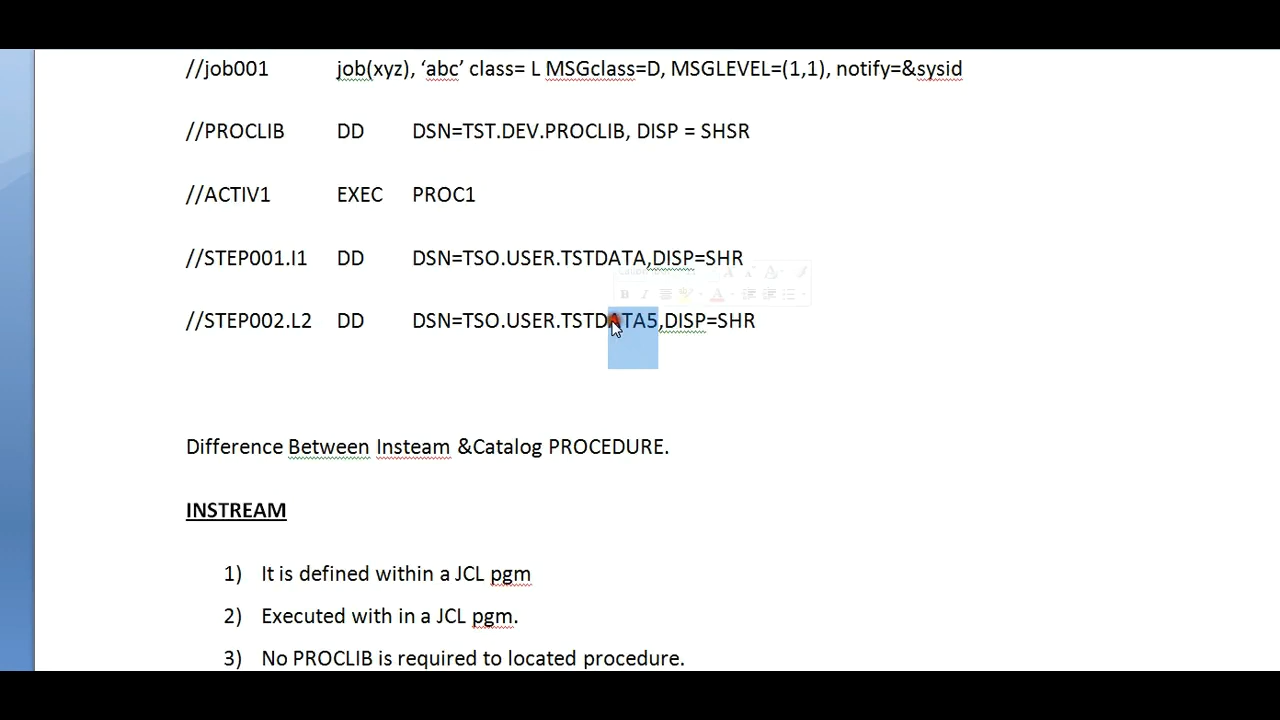 //job001 job(xyz), ‘abc’ class= L MSGclass=D, MSGLEVEL=(1,1), notify=&sysid
//PROCLIB DD DSN=TST.DEV.PROCLIB, DISP = SHSR
//ACTIV1 EXEC PROC1
//STEP001.I1 DD DSN=TSO.USER.TSTDATA,DISP=SHR
//STEP002.L2 DD DSN=TSO.USER.TSTDATA5,DISP=SHR
Difference Between Insteam &Catalog PROCEDURE.
INSTREAM
1) It is defined within a JCL pgm
2) Executed with in a JCL pgm.
3) No PROCLIB is required to located procedure.